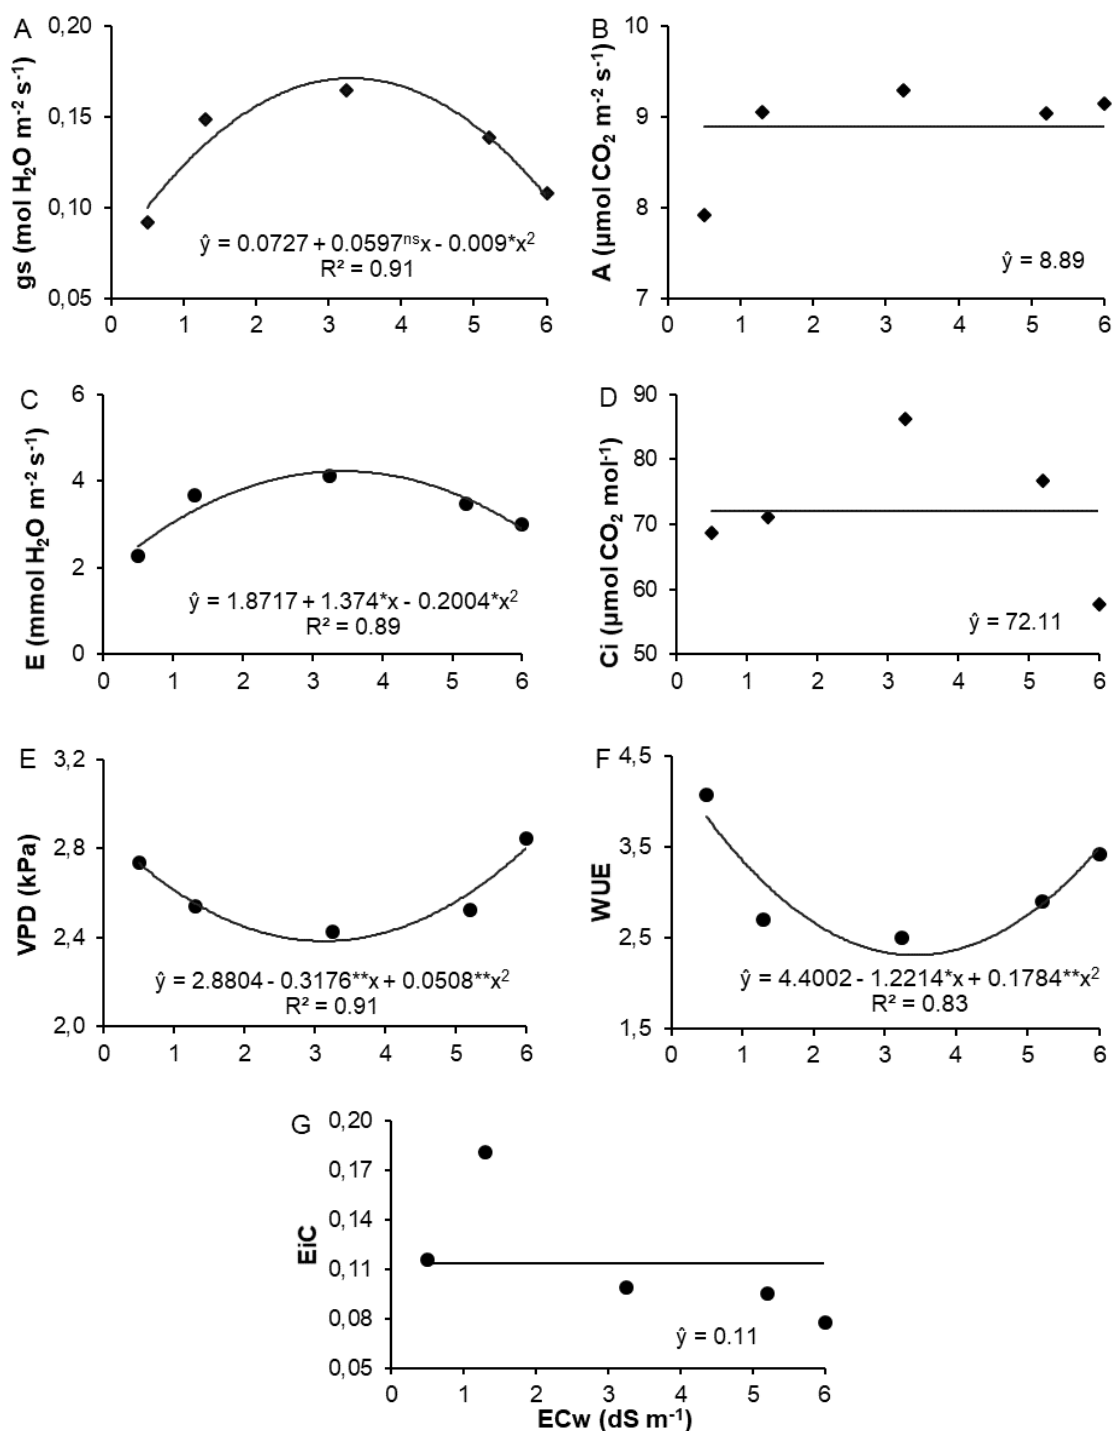 A
gs (mol H₂O m⁻² s⁻¹)
0,20
0,15
0,10
0,05
ŷ = 0.0727 + 0.0597ⁿˢx - 0.009*x²
R² = 0.91
0 1 2 3 4 5 6
B
A (µmol CO₂ m⁻² s⁻¹)
10
9
8
7
ŷ = 8.89
0 1 2 3 4 5 6
C
E (mmol H₂O m⁻² s⁻¹)
6
4
2
0
ŷ = 1.8717 + 1.374*x - 0.2004*x²
R² = 0.89
0 1 2 3 4 5 6
D
Ci (µmol CO₂ mol⁻¹)
90
80
70
60
50
ŷ = 72.11
0 1 2 3 4 5 6
E
VPD (kPa)
3,2
2,8
2,4
2,0
ŷ = 2.8804 - 0.3176**x + 0.0508**x²
R² = 0.91
0 1 2 3 4 5 6
F
WUE
4,5
3,5
2,5
1,5
ŷ = 4.4002 - 1.2214*x + 0.1784**x²
R² = 0.83
0 1 2 3 4 5 6
G
EiC
0,20
0,17
0,14
0,11
0,08
0,05
ŷ = 0.11
0 1 2 3 4 5 6
ECw (dS m⁻¹)